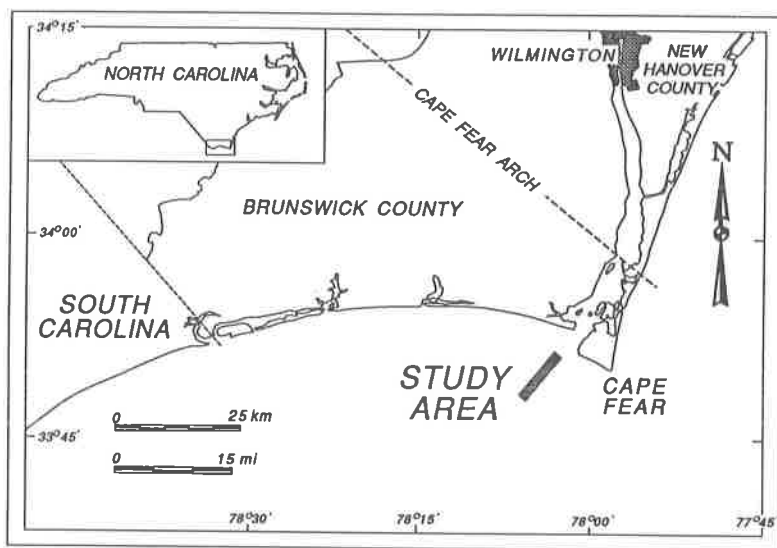 34°15'
NORTH CAROLINA
WILMINGTON
NEW
HANOVER
COUNTY
CAPE FEAR ARCH
N
BRUNSWICK COUNTY
34°00'
SOUTH
CAROLINA
STUDY
AREA
CAPE
FEAR
0 25 km
33°45'
0 15 mi
78°30'
78°15'
78°00'
77°45'